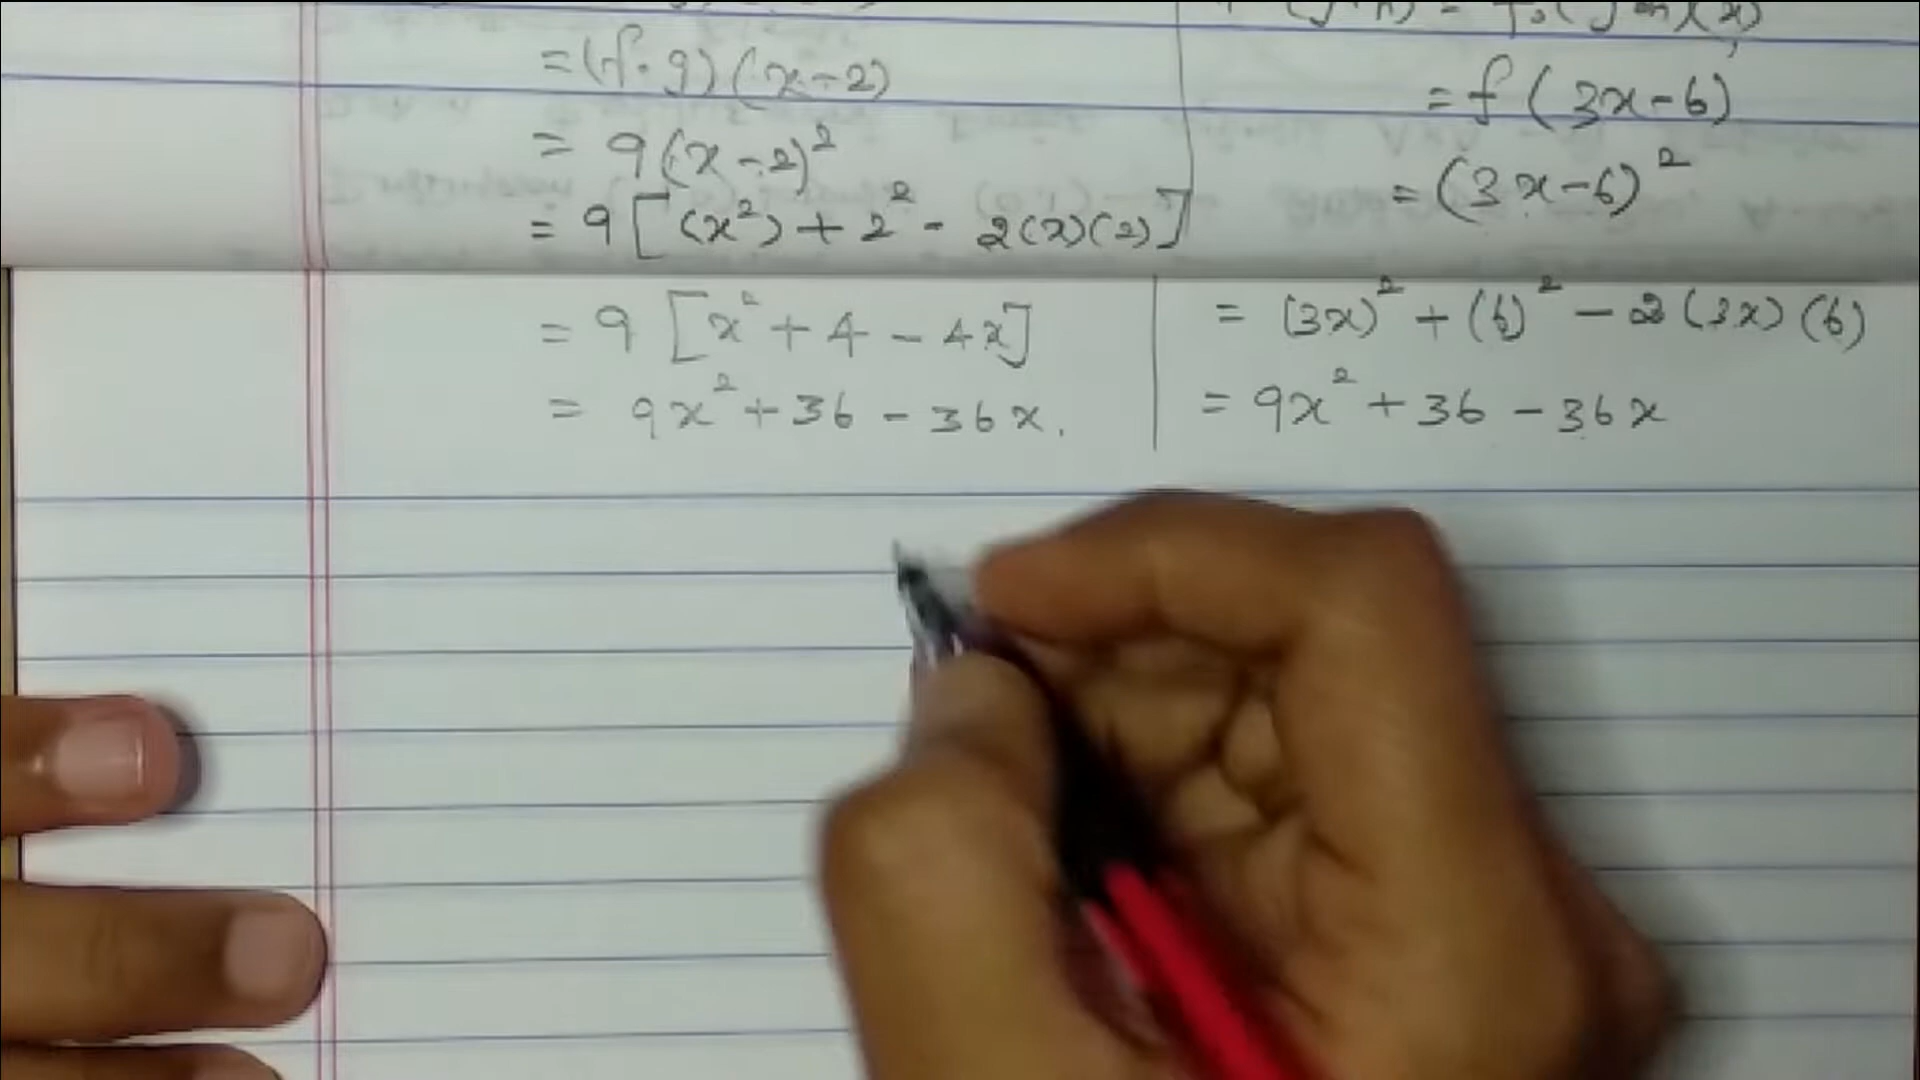 = (f∘g)(x-2)
= 9(x-2)²
= 9[(x²)+2² - 2(x)(2)]
= 9[x²+4-4x]
= 9x²+36-36x.
= f(3x-6)
= (3x-6)²
= (3x)²+(6)²-2(3x)(6)
= 9x²+36-36x